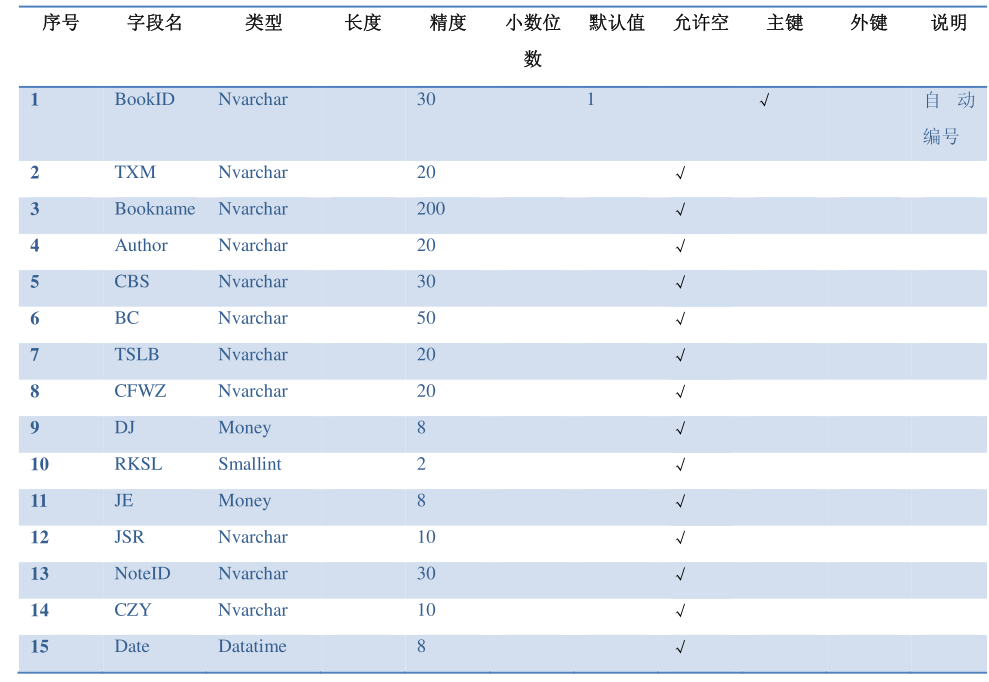 序号 字段名 类型 长度 精度 小数位数 默认值 允许空 主键 外键 说明
1 BookID Nvarchar 30 1 √ 自动编号
2 TXM Nvarchar 20 √
3 Bookname Nvarchar 200 √
4 Author Nvarchar 20 √
5 CBS Nvarchar 30 √
6 BC Nvarchar 50 √
7 TSLB Nvarchar 20 √
8 CFWZ Nvarchar 20 √
9 DJ Money 8 √
10 RKSL Smallint 2 √
11 JE Money 8 √
12 JSR Nvarchar 10 √
13 NoteID Nvarchar 30 √
14 CZY Nvarchar 10 √
15 Date Datatime 8 √